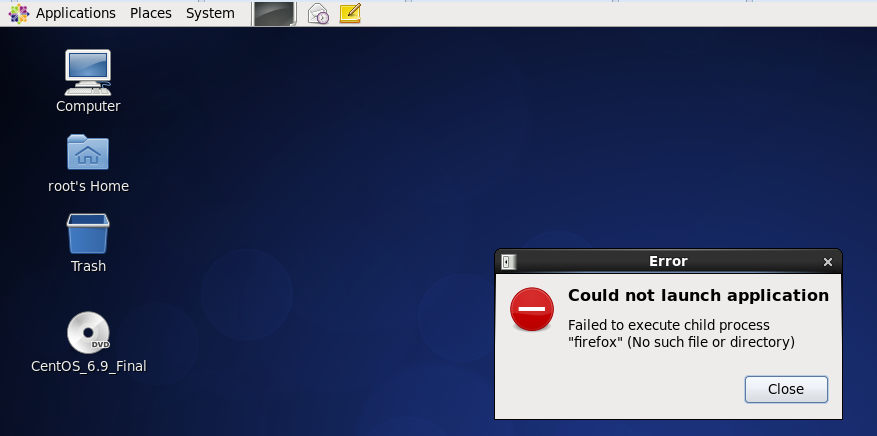 Applications Places System
Computer
root's Home
Trash
DVD
CentOS_6.9_Final
Error
Could not launch application
Failed to execute child process
"firefox" (No such file or directory)
Close